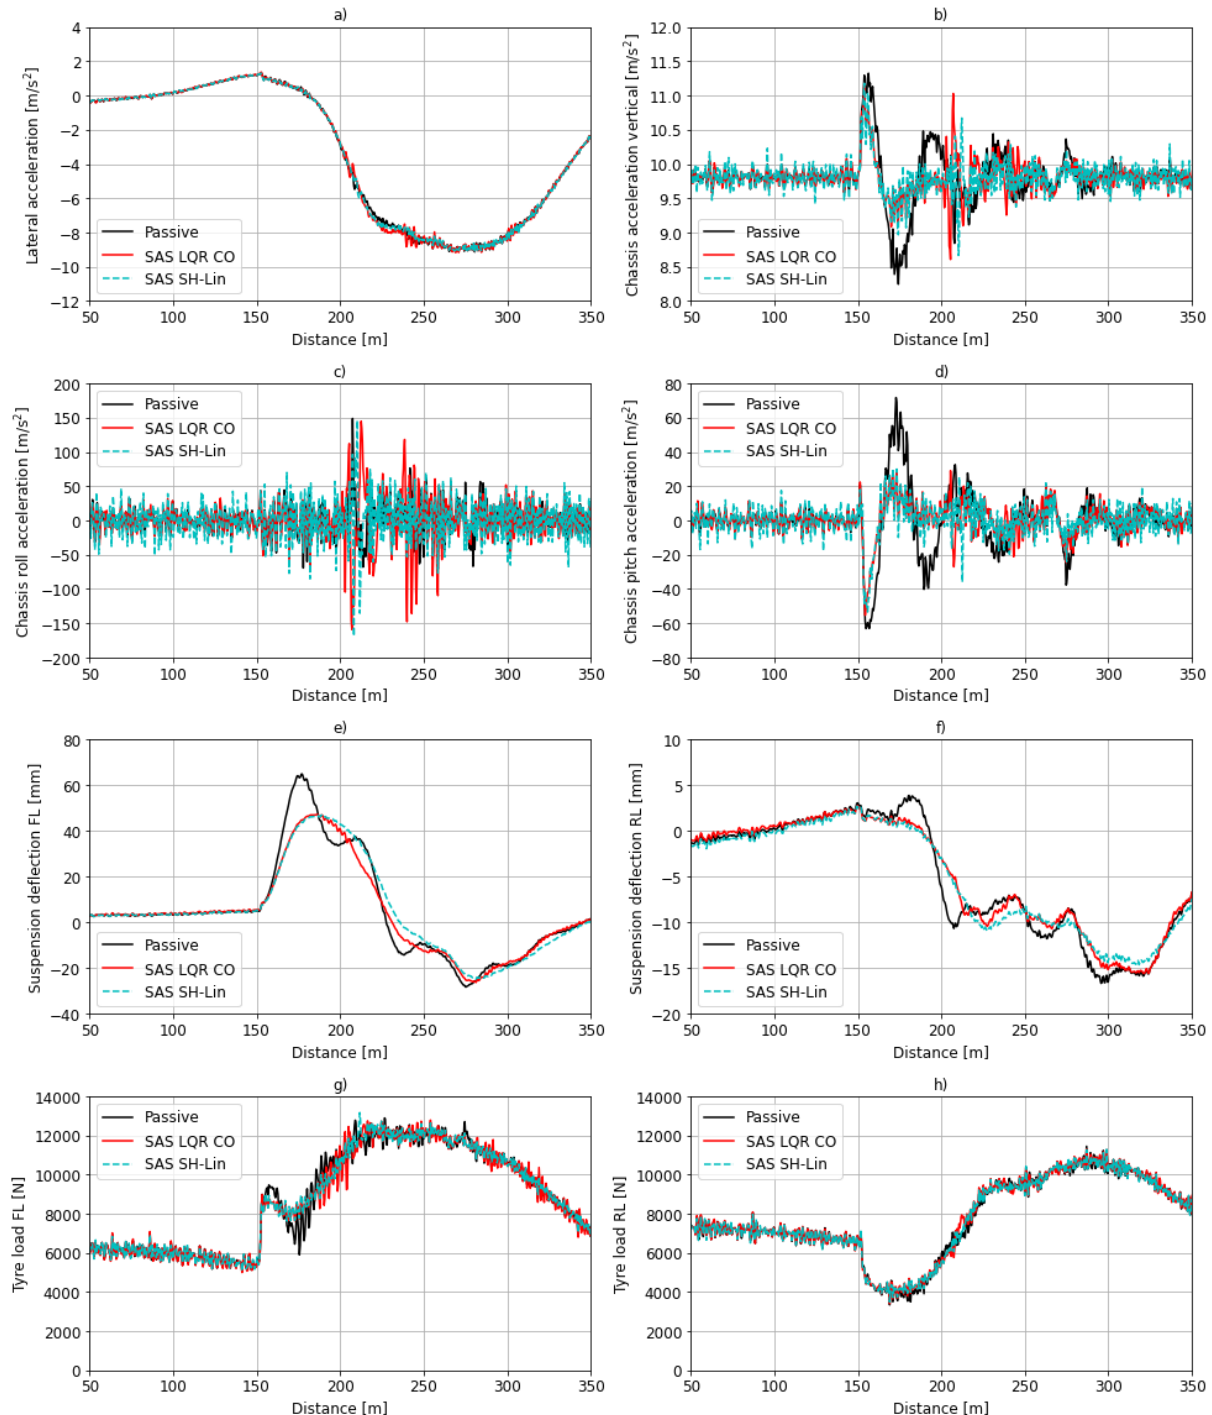 a)
Lateral acceleration [m/s²]
4
2
0
−2
−4
−6
−8
−10
−12
Passive
SAS LQR CO
SAS SH-Lin
50 100 150 200 250 300 350
Distance [m]
b)
Chassis acceleration vertical [m/s²]
12.0
11.5
11.0
10.5
10.0
9.5
9.0
8.5
8.0
Passive
SAS LQR CO
SAS SH-Lin
50 100 150 200 250 300 350
Distance [m]
c)
Chassis roll acceleration [m/s²]
200
150
100
50
0
−50
−100
−150
−200
Passive
SAS LQR CO
SAS SH-Lin
50 100 150 200 250 300 350
Distance [m]
d)
Chassis pitch acceleration [m/s²]
80
60
40
20
0
−20
−40
−60
−80
Passive
SAS LQR CO
SAS SH-Lin
50 100 150 200 250 300 350
Distance [m]
e)
Suspension deflection FL [mm]
80
60
40
20
0
−20
−40
Passive
SAS LQR CO
SAS SH-Lin
50 100 150 200 250 300 350
Distance [m]
f)
Suspension deflection RL [mm]
10
5
0
−5
−10
−15
−20
Passive
SAS LQR CO
SAS SH-Lin
50 100 150 200 250 300 350
Distance [m]
g)
Tyre load FL [N]
14000
12000
10000
8000
6000
4000
2000
0
Passive
SAS LQR CO
SAS SH-Lin
50 100 150 200 250 300 350
Distance [m]
h)
Tyre load RL [N]
14000
12000
10000
8000
6000
4000
2000
0
Passive
SAS LQR CO
SAS SH-Lin
50 100 150 200 250 300 350
Distance [m]